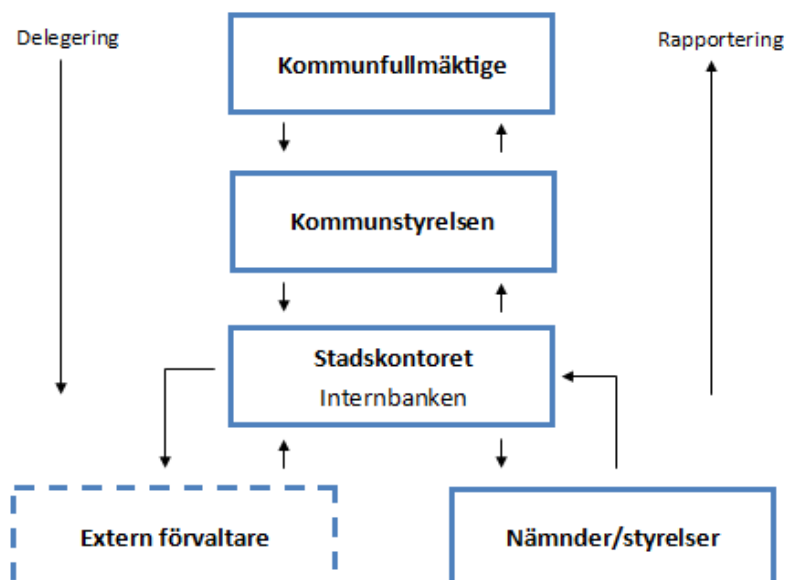 Delegering
Kommunfullmäktige
Rapportering
Kommunstyrelsen
Stadskontoret
Internbanken
Extern förvaltare
Nämnder/styrelser